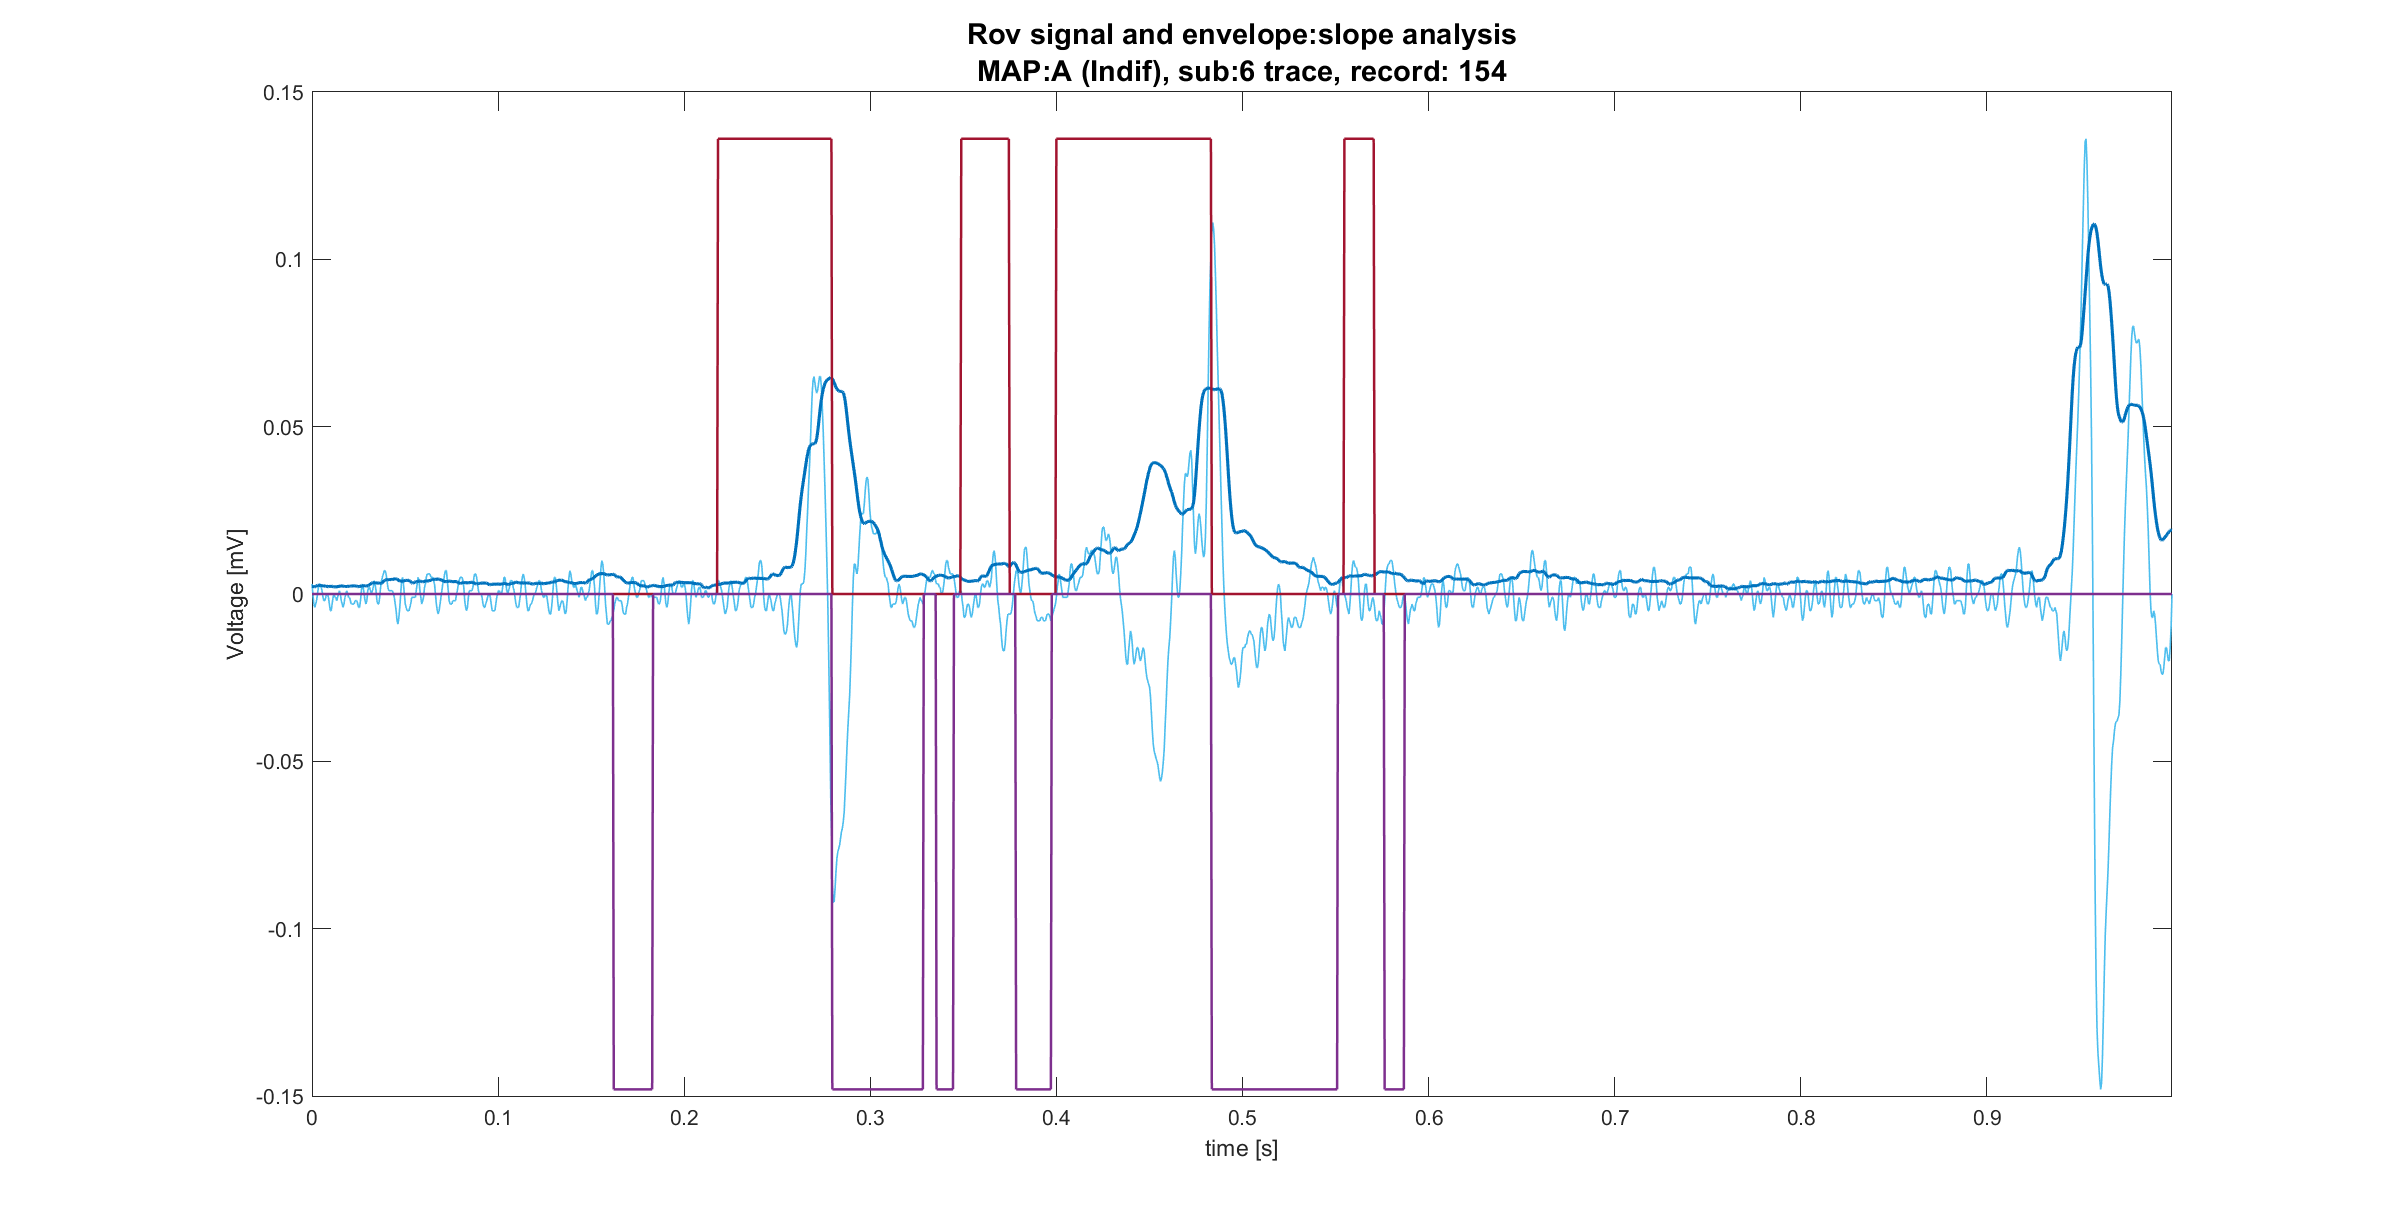 Rov signal and envelope:slope analysis
MAP:A (Indif), sub:6 trace, record: 154
0.15
0.1
0.05
0
-0.05
-0.1
-0.15
Voltage [mV]
0 0.1 0.2 0.3 0.4 0.5 0.6 0.7 0.8 0.9
time [s]